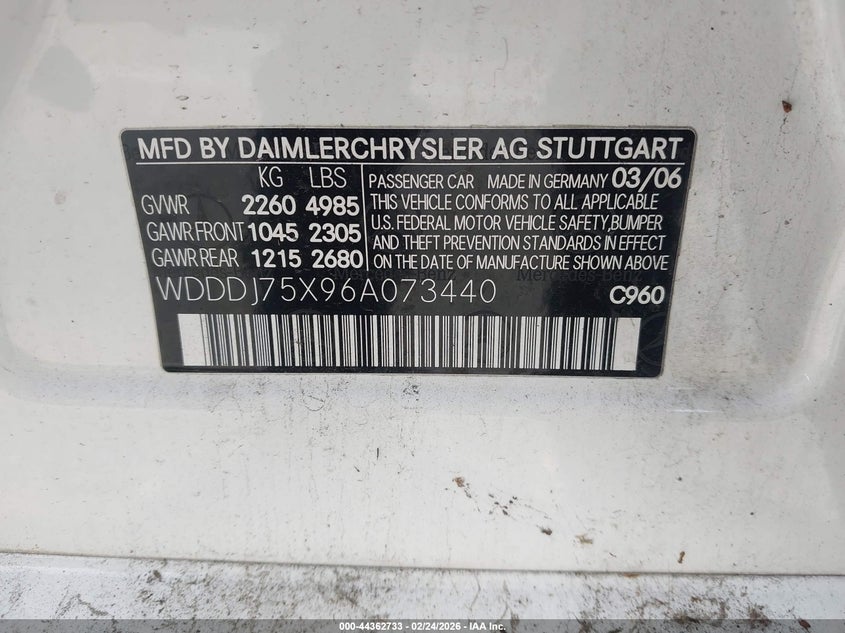 MFD BY DAIMLERCHRYSLER AG STUTTGART
KG LBS
GVWR 2260 4985
GAWR FRONT 1045 2305
GAWR REAR 1215 2680
PASSENGER CAR MADE IN GERMANY 03/06
THIS VEHICLE CONFORMS TO ALL APPLICABLE
U.S. FEDERAL MOTOR VEHICLE SAFETY, BUMPER
AND THEFT PREVENTION STANDARDS IN EFFECT
ON THE DATE OF MANUFACTURE SHOWN ABOVE
Mercedes-Benz
WDDDJ75X96A073440 C960
000-44362733 - 02/24/2026 - IAA Inc.